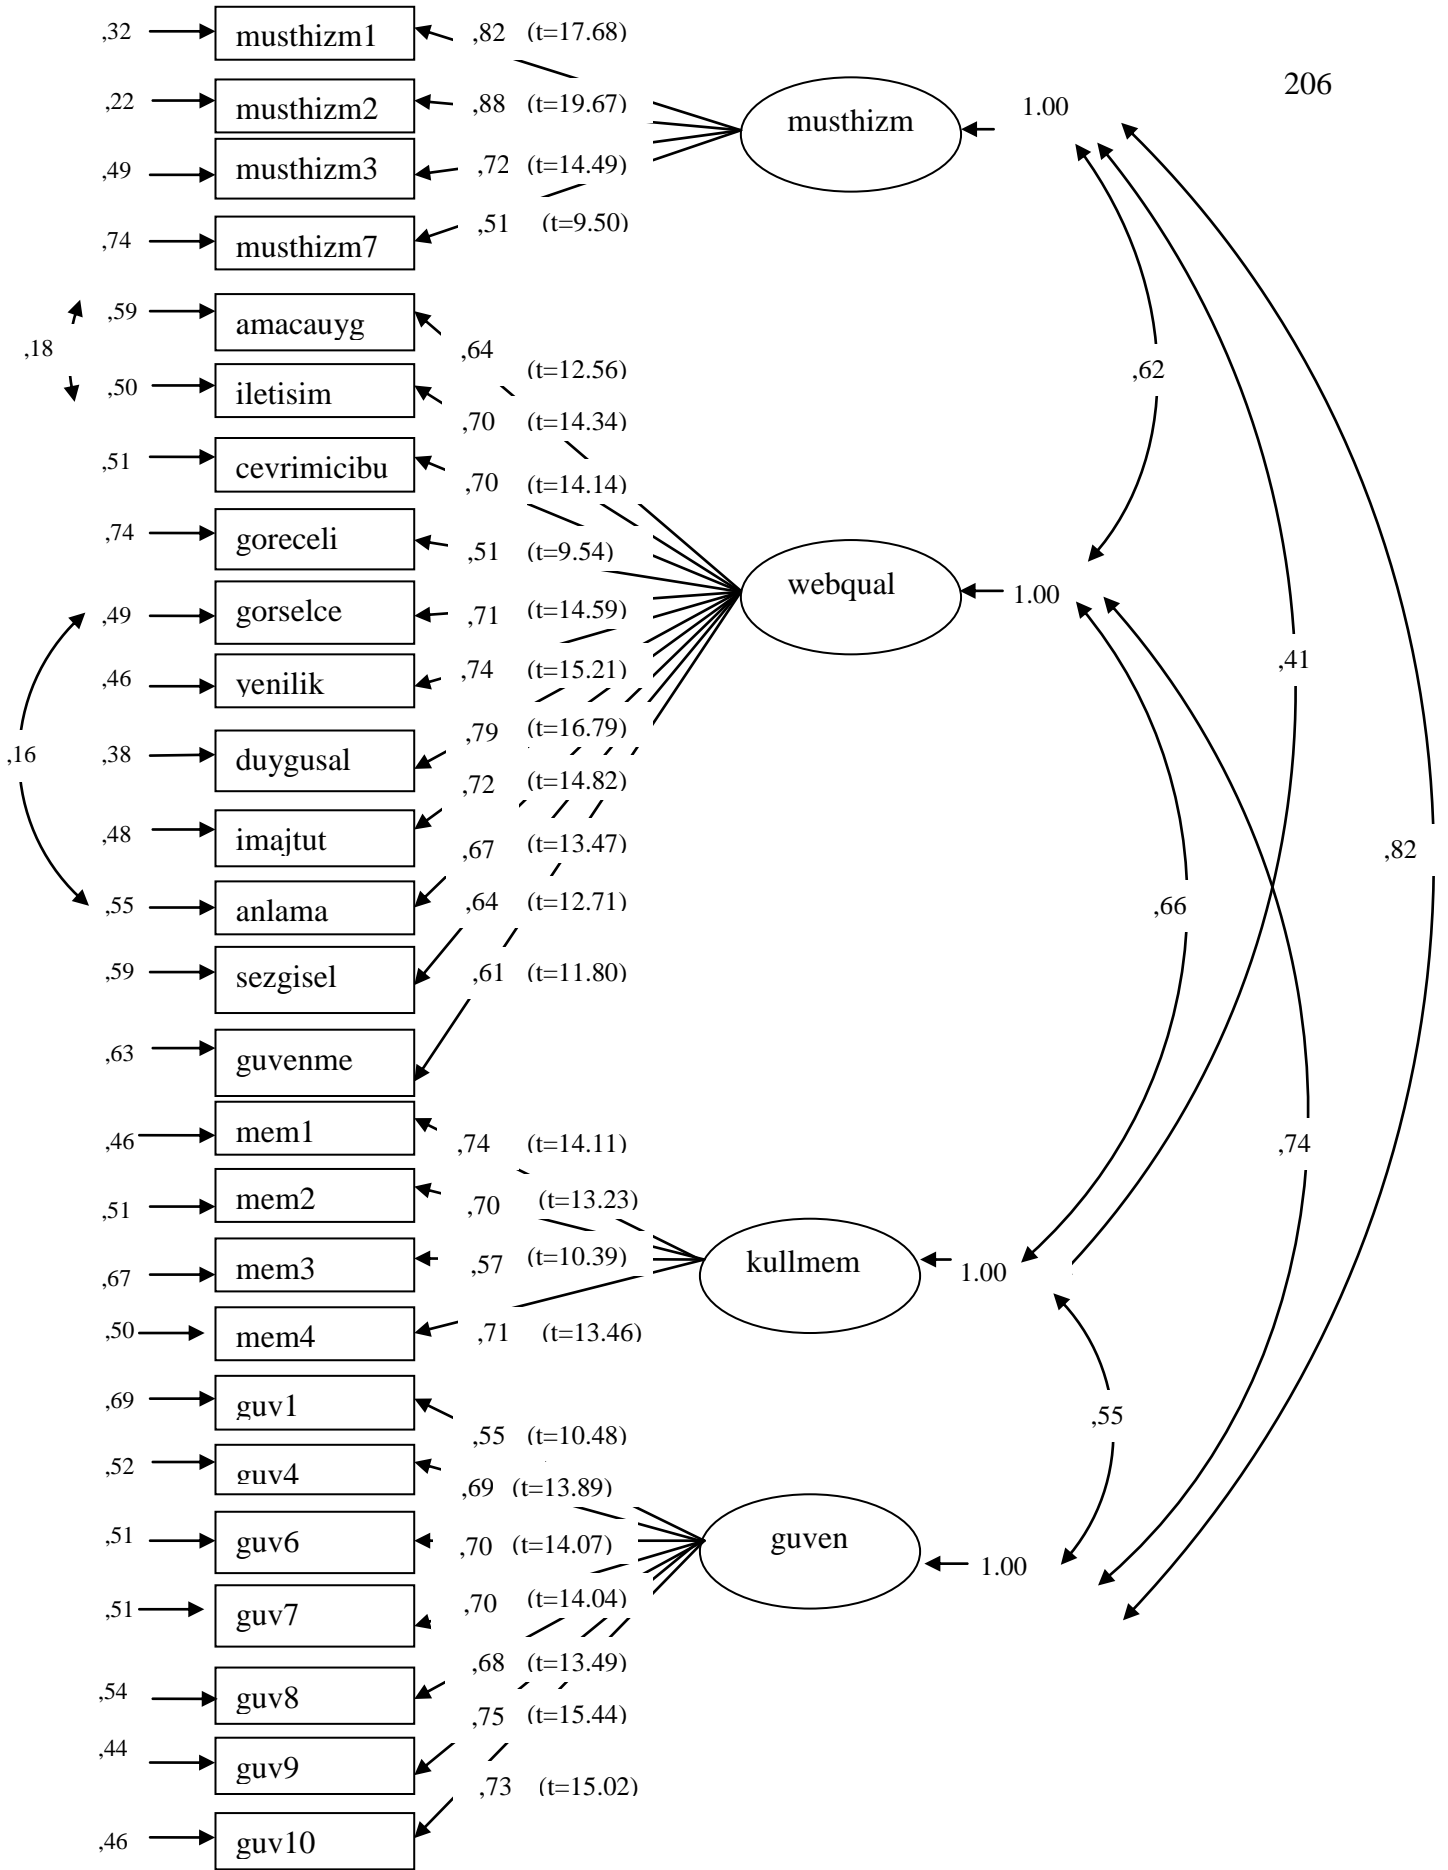 ,32 musthizm1 ,82 (t=17.68)
206
,22 musthizm2 ,88 (t=19.67) musthizm 1.00
,49 musthizm3 ,72 (t=14.49)
,74 musthizm7 ,51 (t=9.50)
,59 amacauyg ,64
,18 (t=12.56) ,62
,50 iletisim ,70 (t=14.34)
,51 cevrimicibu ,70 (t=14.14)
,74 goreceli ,51 (t=9.54)
webqual 1.00
,49 gorselce ,71 (t=14.59)
,46 yenilik ,74 (t=15.21) ,41
,16 ,38 duygusal ,79 (t=16.79)
,72 (t=14.82)
,48 imajtut ,67 (t=13.47) ,82
,55 anlama ,64 (t=12.71) ,66
,59 sezgisel ,61 (t=11.80)
,63 guvenme
,46 mem1 ,74 (t=14.11) ,74
,51 mem2 ,70 (t=13.23)
,67 mem3 ,57 (t=10.39) kullmem 1.00
,50 mem4 ,71 (t=13.46)
,69 guv1 ,55 (t=10.48) ,55
,52 guv4 ,69 (t=13.89)
,51 guv6 ,70 (t=14.07) guven 1.00
,51 guv7 ,70 (t=14.04)
,54 guv8 ,68 (t=13.49)
,44 guv9 ,75 (t=15.44)
,46 guv10 ,73 (t=15.02)